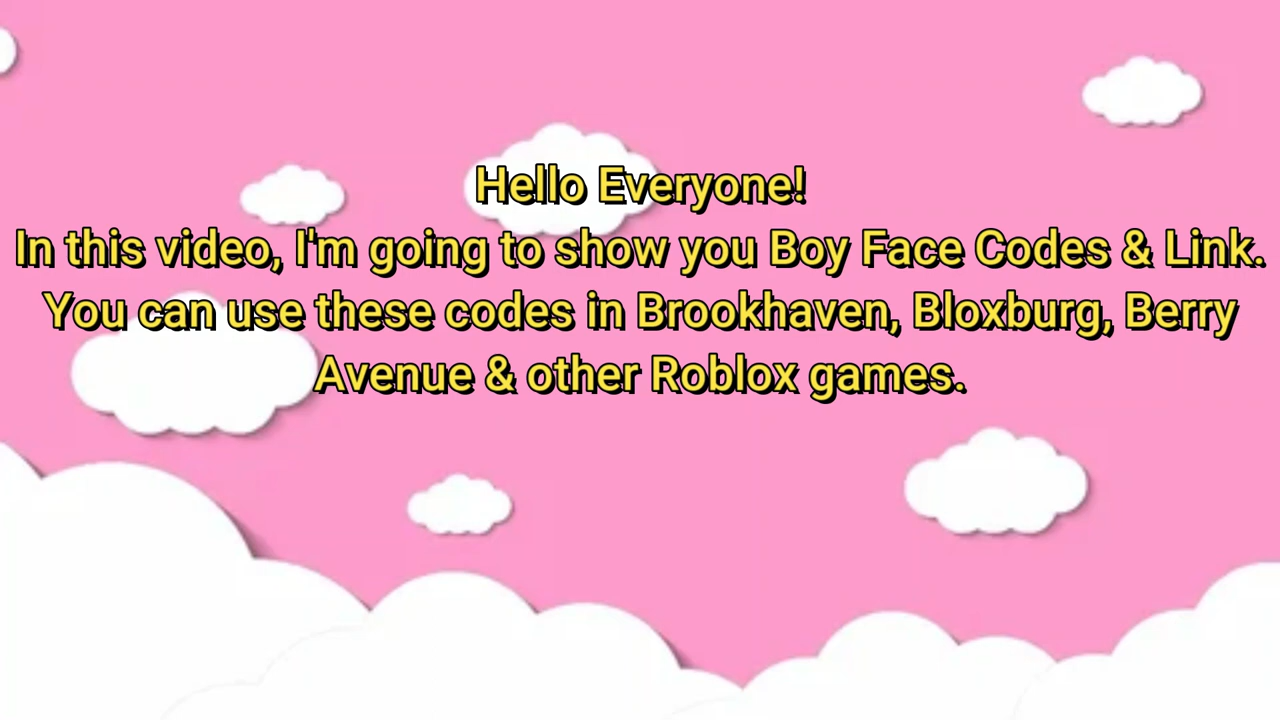 Hello Everyone!
In this video, I'm going to show you Boy Face Codes & Link.
You can use these codes in Brookhaven, Bloxburg, Berry
Avenue & other Roblox games.